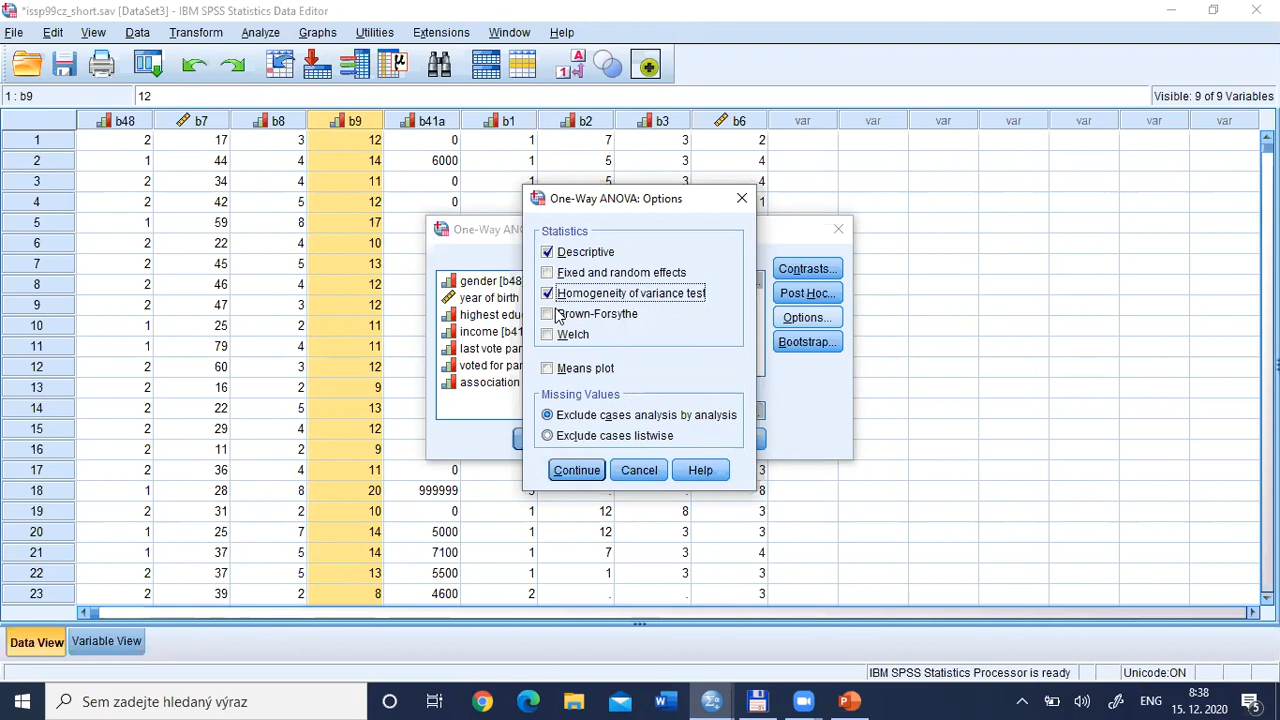 *issp99cz_short.sav [DataSet3] - IBM SPSS Statistics Data Editor
File Edit View Data Transform Analyze Graphs Utilities Extensions Window Help
1 : b9 12 Visible: 9 of 9 Variables
b48 b7 b8 b9 b41a b1 b2 b3 b6 var var var var var var var
1 2 17 3 12 0 1 7 3 2
2 1 44 4 14 6000 1 5 3 4
3 2 34 4 11 0 1 5 3 4
4 2 42 5 12 0 1
5 1 59 8 17
6 2 22 4 10
7 2 45 5 13
8 2 46 5 12
9 2 47 5 12
10 1 25 2 11
11 1 79 4 11
12 2 60 3 12
13 2 16 2 9
14 2 22 5 13
15 2 29 4 12
16 2 11 2 9
17 2 36 4 11 0 3
18 1 28 8 20 999999 . . 8
19 2 31 2 10 0 1 12 8 3
20 1 25 7 14 5000 1 12 3 3
21 1 37 5 14 7100 1 7 3 4
22 2 37 5 13 5500 1 1 3 3
23 2 39 2 8 4600 2 . . 3
One-Way ANO
gender [b48
year of birth
highest educ
income [b41
last vote par
voted for par
association
Contrasts...
Post Hoc...
Options...
Bootstrap...
One-Way ANOVA: Options
Statistics
Descriptive
Fixed and random effects
Homogeneity of variance test
Brown-Forsythe
Welch
Means plot
Missing Values
Exclude cases analysis by analysis
Exclude cases listwise
Continue Cancel Help
Data View Variable View
IBM SPSS Statistics Processor is ready Unicode:ON
Sem zadejte hledaný výraz
ENG 8:38
15. 12. 2020 5